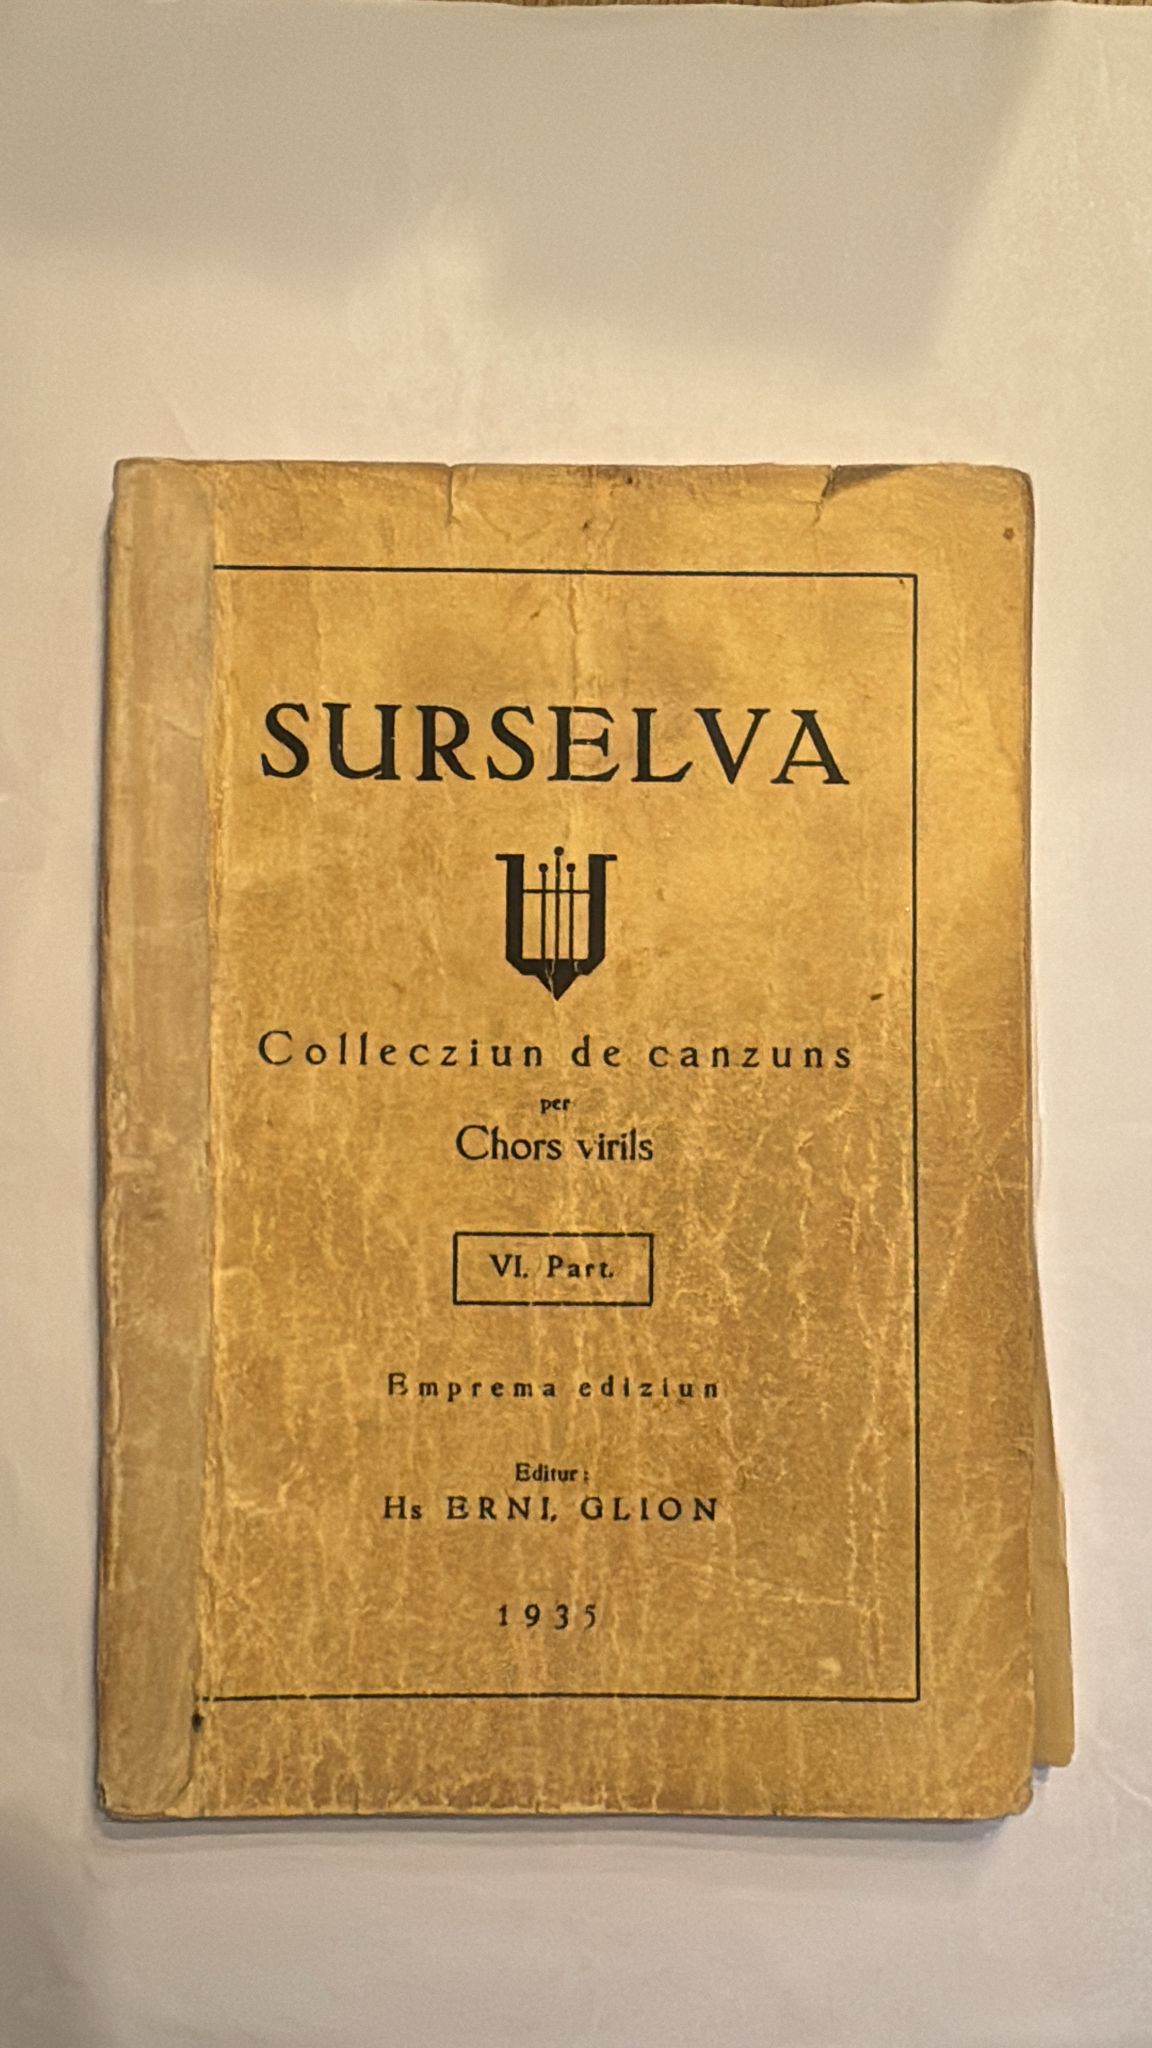 SURSELVA
Collecziun de canzuns
per
Chors virils
VI. Part.
Emprema ediziun
Editur:
Hs ERNI, GLION
1935